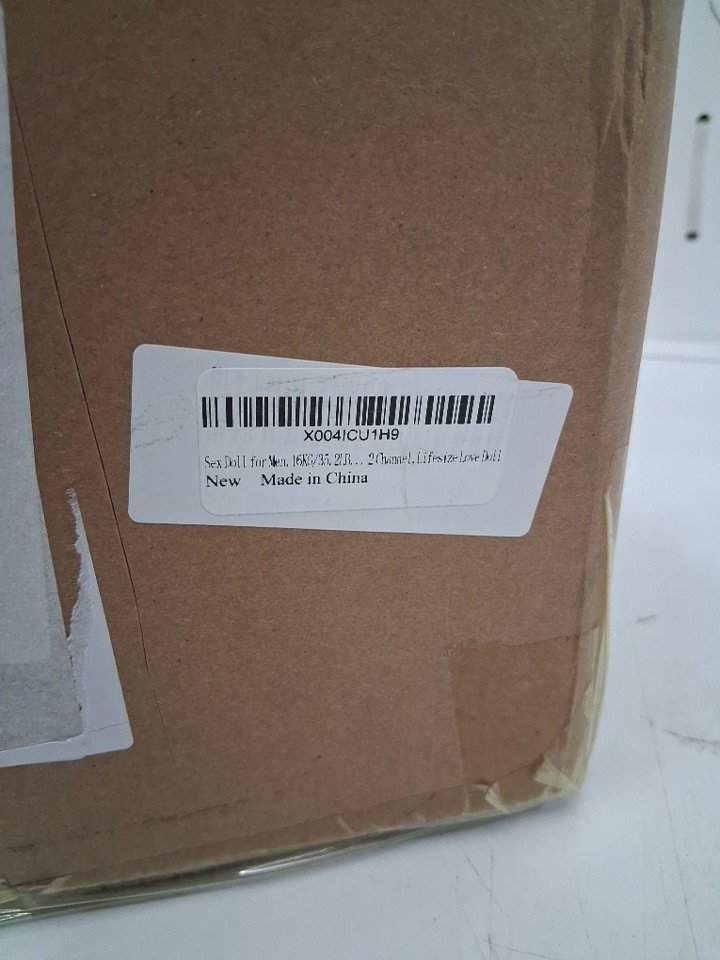 X004ICU1H9
Sex Doll for Men, 16KG/35.2LB... 2 Channel, Lifesize Love Doll
New Made in China